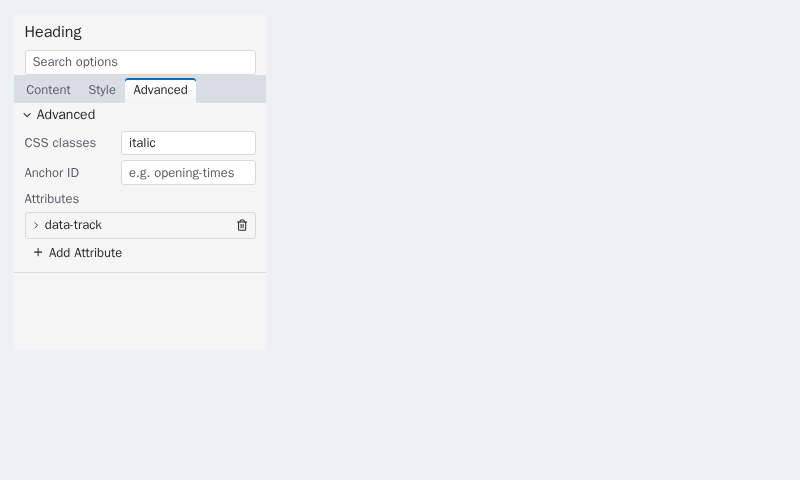 Heading
Search options
Content Style Advanced
Advanced
CSS classes italic
Anchor ID e.g. opening-times
Attributes
data-track
Add Attribute